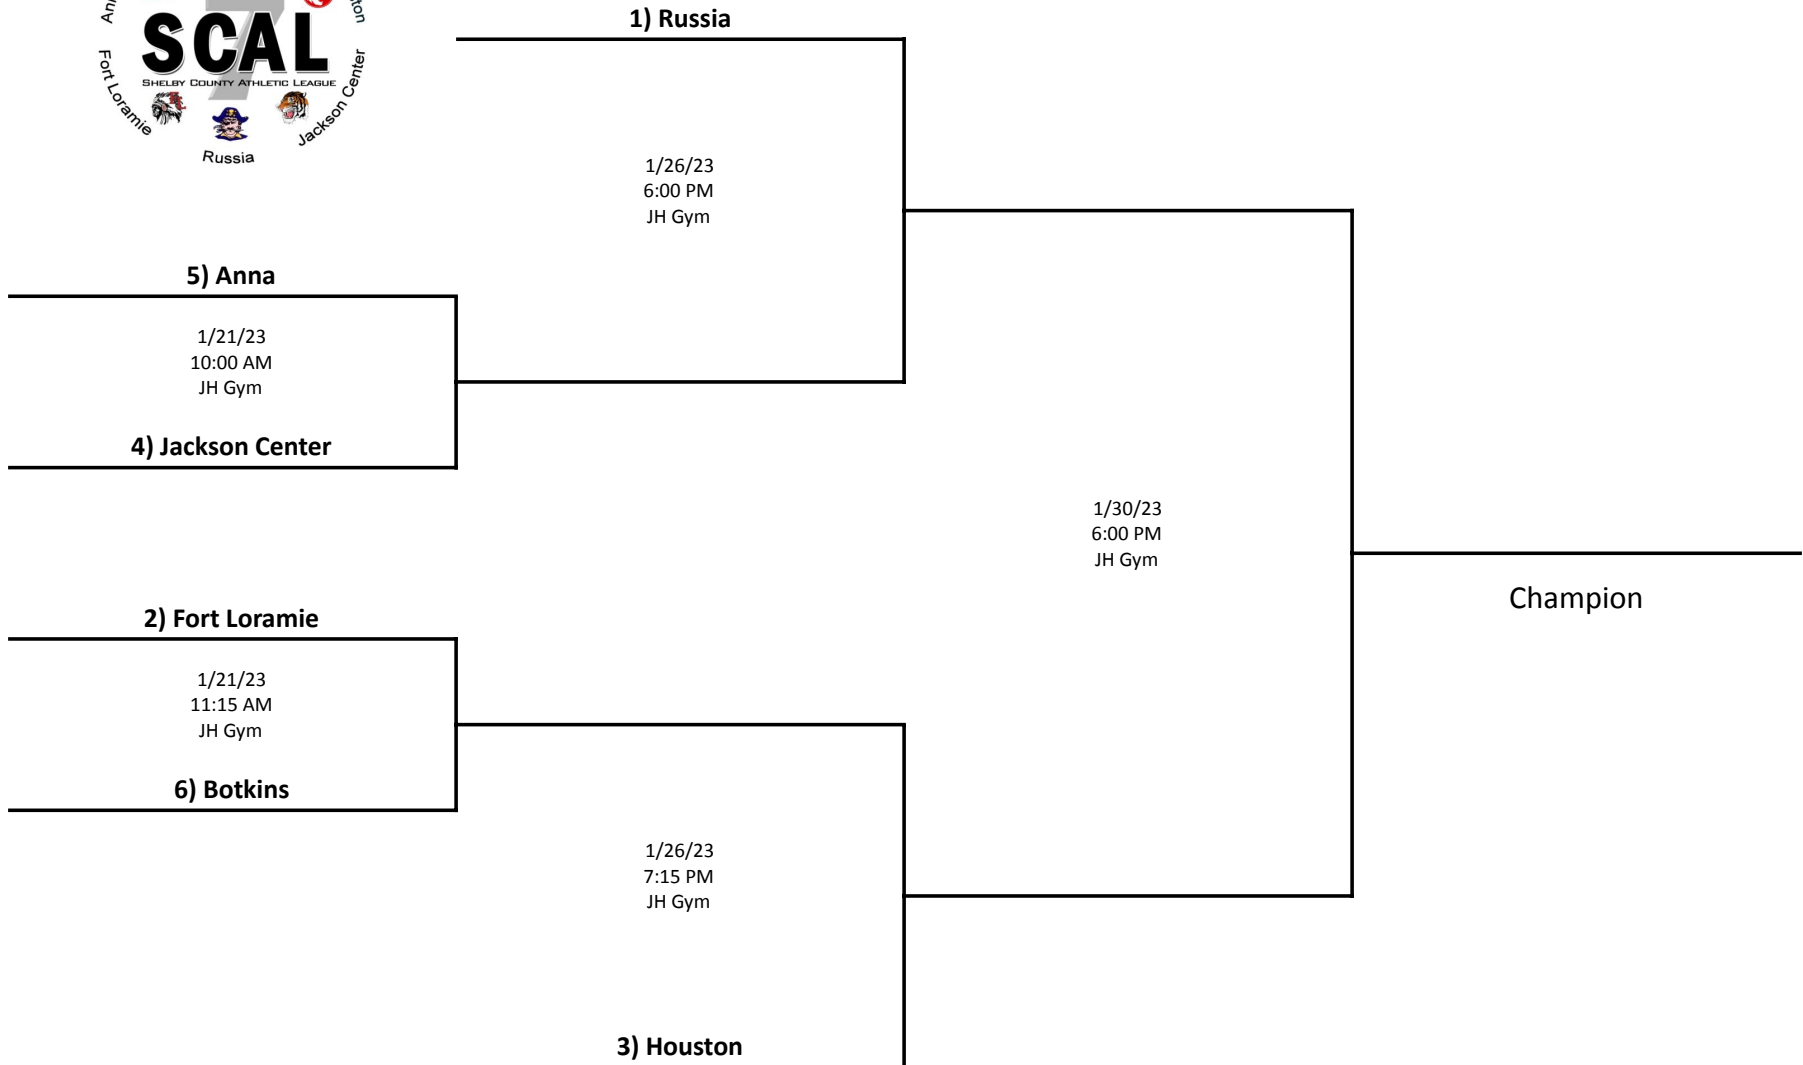 SCAL
SHELBY COUNTY ATHLETIC LEAGUE
Fort Loramie
Russia
Jackson Center
1) Russia
1/26/23
6:00 PM
JH Gym
5) Anna
1/21/23
10:00 AM
JH Gym
4) Jackson Center
1/30/23
6:00 PM
JH Gym
Champion
2) Fort Loramie
1/21/23
11:15 AM
JH Gym
6) Botkins
1/26/23
7:15 PM
JH Gym
3) Houston